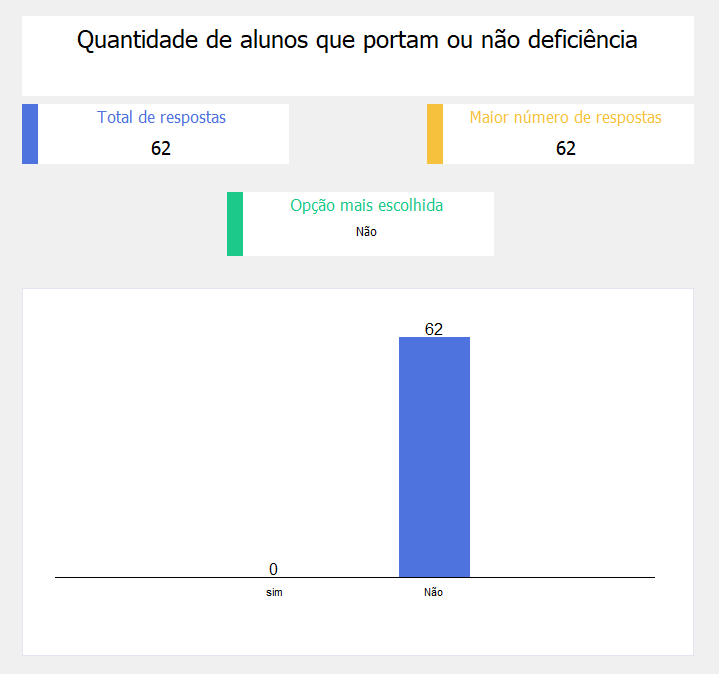 Quantidade de alunos que portam ou não deficiência
Total de respostas
62
Maior número de respostas
62
Opção mais escolhida
Não
62
0
sim
Não